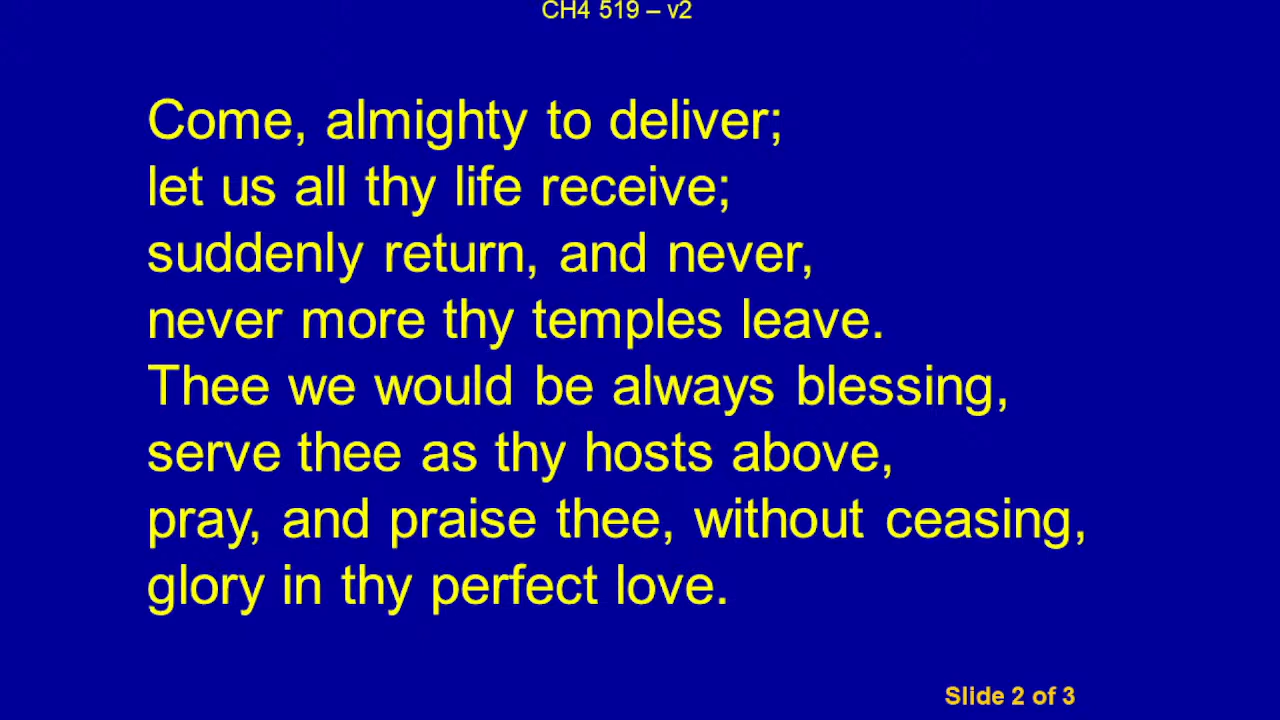 CH4 519 – v2
Come, almighty to deliver;
let us all thy life receive;
suddenly return, and never,
never more thy temples leave.
Thee we would be always blessing,
serve thee as thy hosts above,
pray, and praise thee, without ceasing,
glory in thy perfect love.
Slide 2 of 3